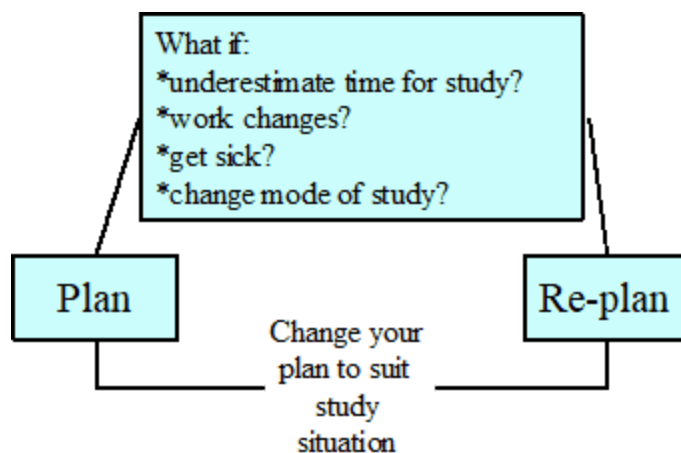 What if:
*underestimate time for study?
*work changes?
*get sick?
*change mode of study?
Plan
Re-plan
Change your
plan to suit
study
situation